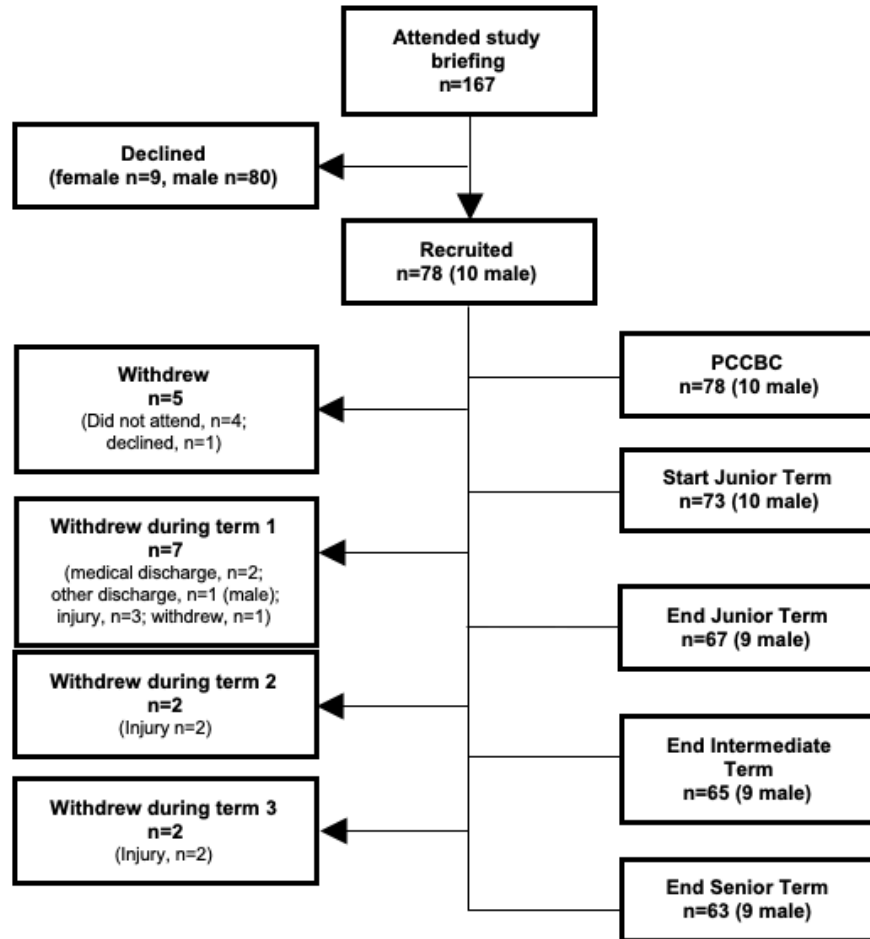 Attended study
briefing
n=167
Declined
(female n=9, male n=80)
Recruited
n=78 (10 male)
PCCBC
n=78 (10 male)
Withdrew
n=5
(Did not attend, n=4;
declined, n=1)
Start Junior Term
n=73 (10 male)
Withdrew during term 1
n=7
(medical discharge, n=2;
other discharge, n=1 (male);
injury, n=3; withdrew, n=1)
End Junior Term
n=67 (9 male)
Withdrew during term 2
n=2
(Injury n=2)
End Intermediate
Term
n=65 (9 male)
Withdrew during term 3
n=2
(Injury, n=2)
End Senior Term
n=63 (9 male)